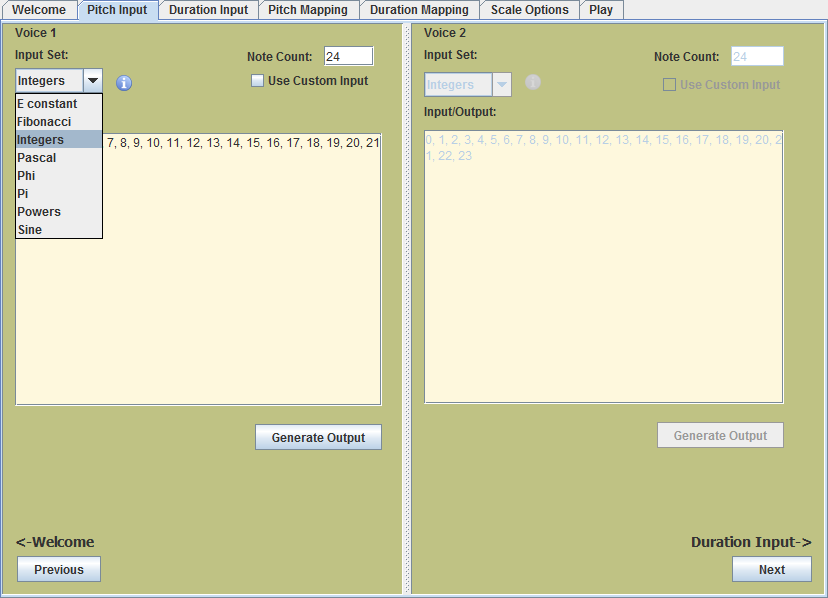 Welcome Pitch Input Duration Input Pitch Mapping Duration Mapping Scale Options Play
Voice 1
Input Set:
Note Count: 24
Integers
Use Custom Input
E constant
Fibonacci
Integers
Pascal
Phi
Pi
Powers
Sine
7, 8, 9, 10, 11, 12, 13, 14, 15, 16, 17, 18, 19, 20, 21
Generate Output
<-Welcome
Previous
Voice 2
Input Set:
Note Count: 24
Integers
Use Custom Input
Input/Output:
0, 1, 2, 3, 4, 5, 6, 7, 8, 9, 10, 11, 12, 13, 14, 15, 16, 17, 18, 19, 20, 2
1, 22, 23
Generate Output
Duration Input->
Next